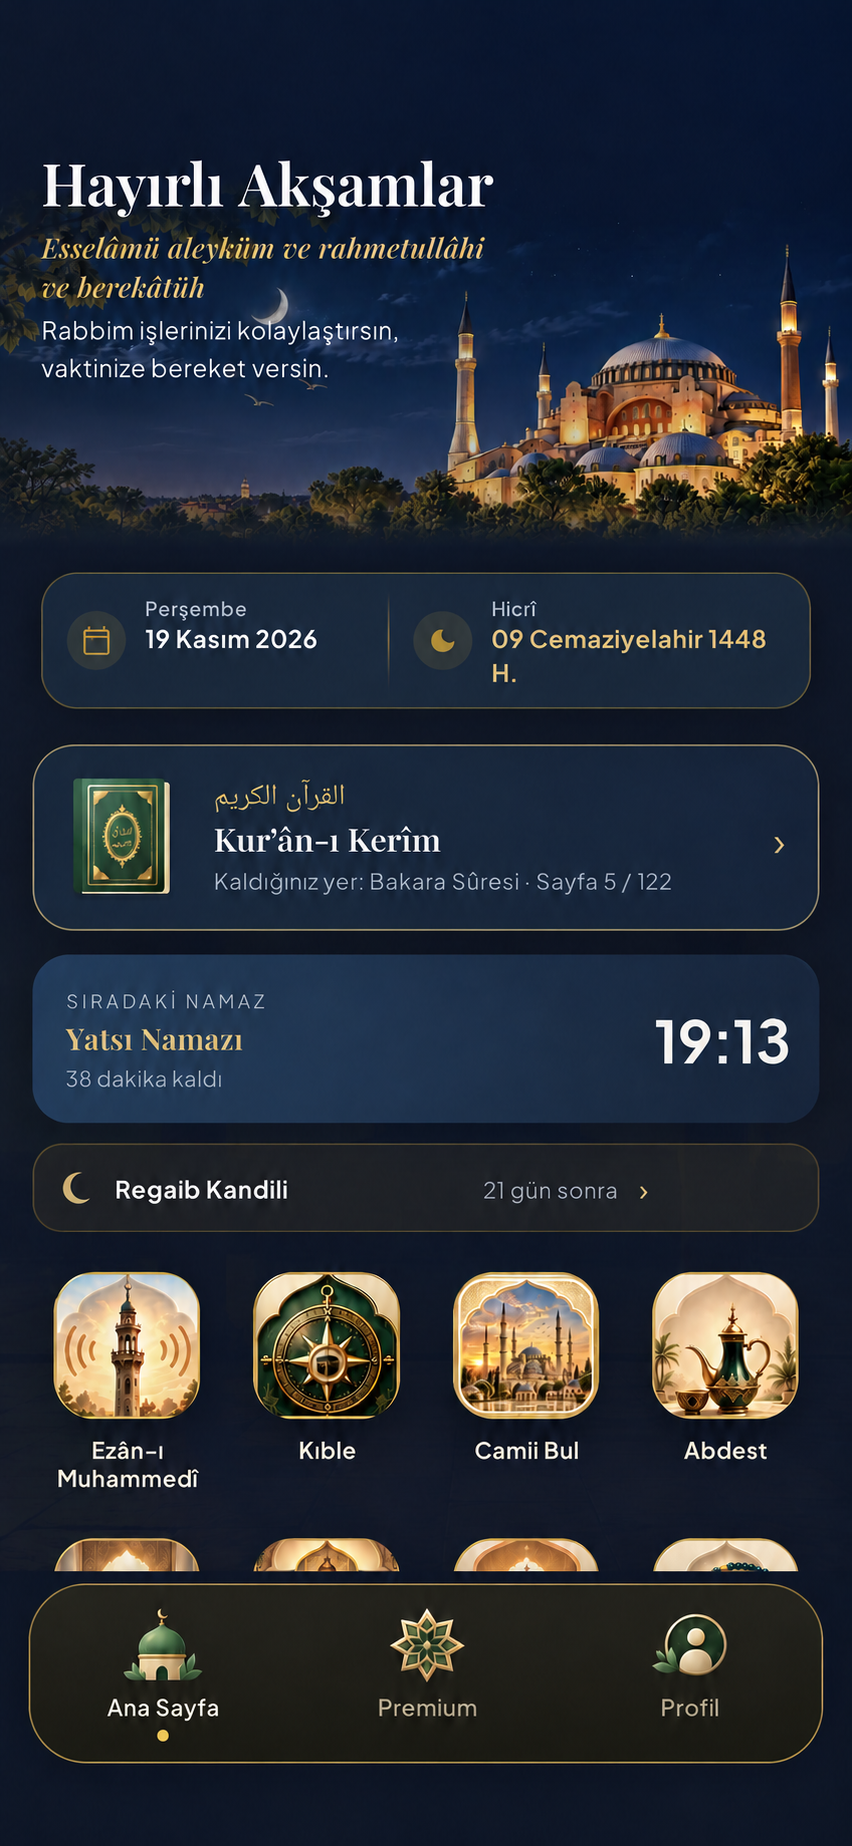 Hayırlı Akşamlar
Esselâmü aleyküm ve rahmetullâhi
ve berekâtüh
Rabbim işlerinizi kolaylaştırsın,
vaktinize bereket versin.
Perşembe
19 Kasım 2026
Hicrî
09 Cemaziyelahir 1448
H.
القرآن الكريم
Kur’ân-ı Kerîm
Kaldığınız yer: Bakara Sûresi · Sayfa 5 / 122
SIRADAKİ NAMAZ
Yatsı Namazı
38 dakika kaldı
19:13
Regaib Kandili
21 gün sonra
Ezân-ı
Muhammedî
Kıble
Camii Bul
Abdest
Ana Sayfa
Premium
Profil